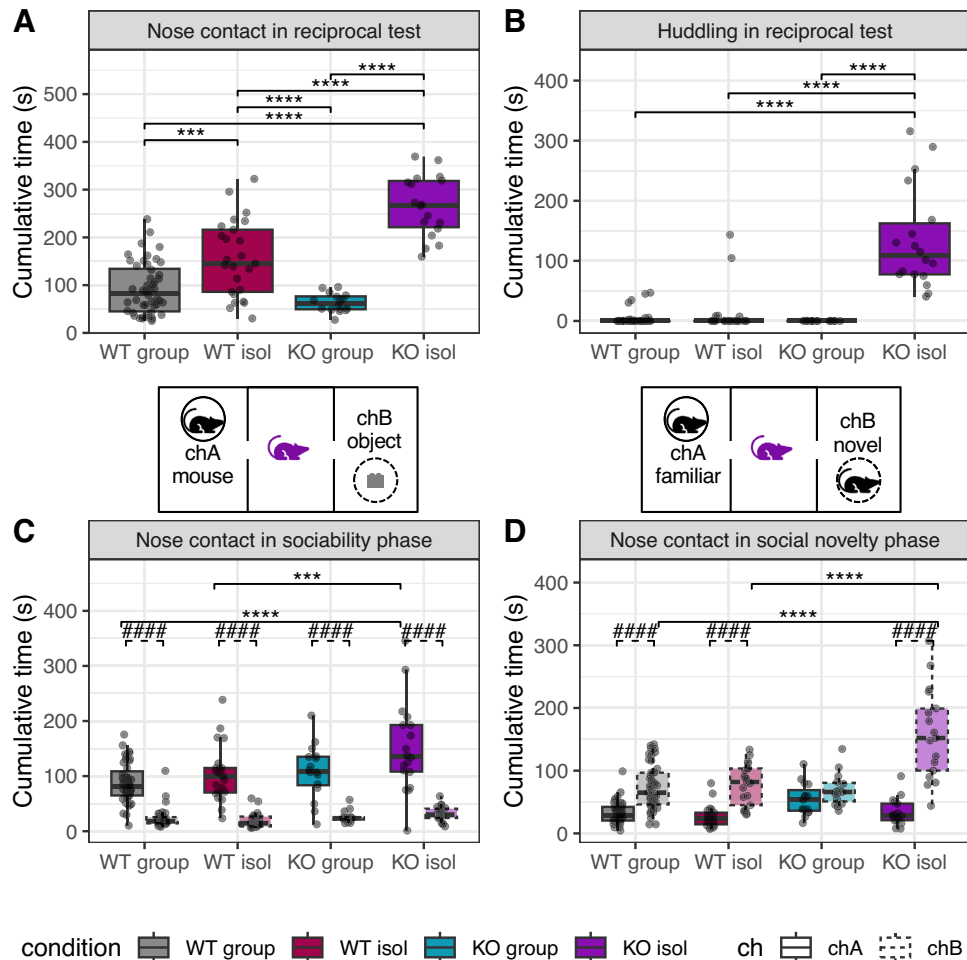 A
Nose contact in reciprocal test
Cumulative time (s)
500
400
300
200
100
0
****
****
****
****
***
WT group WT isol KO group KO isol
B
Huddling in reciprocal test
Cumulative time (s)
400
300
200
100
0
****
****
****
WT group WT isol KO group KO isol
chA
mouse
chB
object
chA
familiar
chB
novel
C
Nose contact in sociability phase
Cumulative time (s)
400
300
200
100
0
***
****
#### #### #### ####
WT group WT isol KO group KO isol
D
Nose contact in social novelty phase
Cumulative time (s)
400
300
200
100
0
****
****
#### #### ####
WT group WT isol KO group KO isol
condition WT group WT isol KO group KO isol ch chA chB